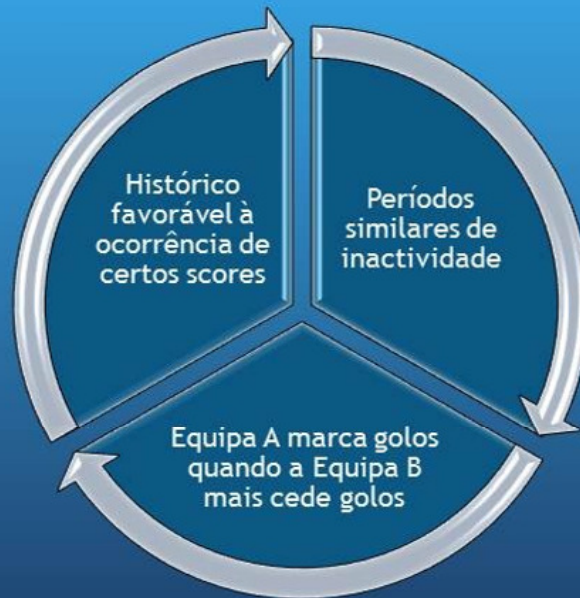 Histórico
favorável à
ocorrência de
certos scores
Períodos
similares de
inactividade
Equipa A marca golos
quando a Equipa B
mais cede golos